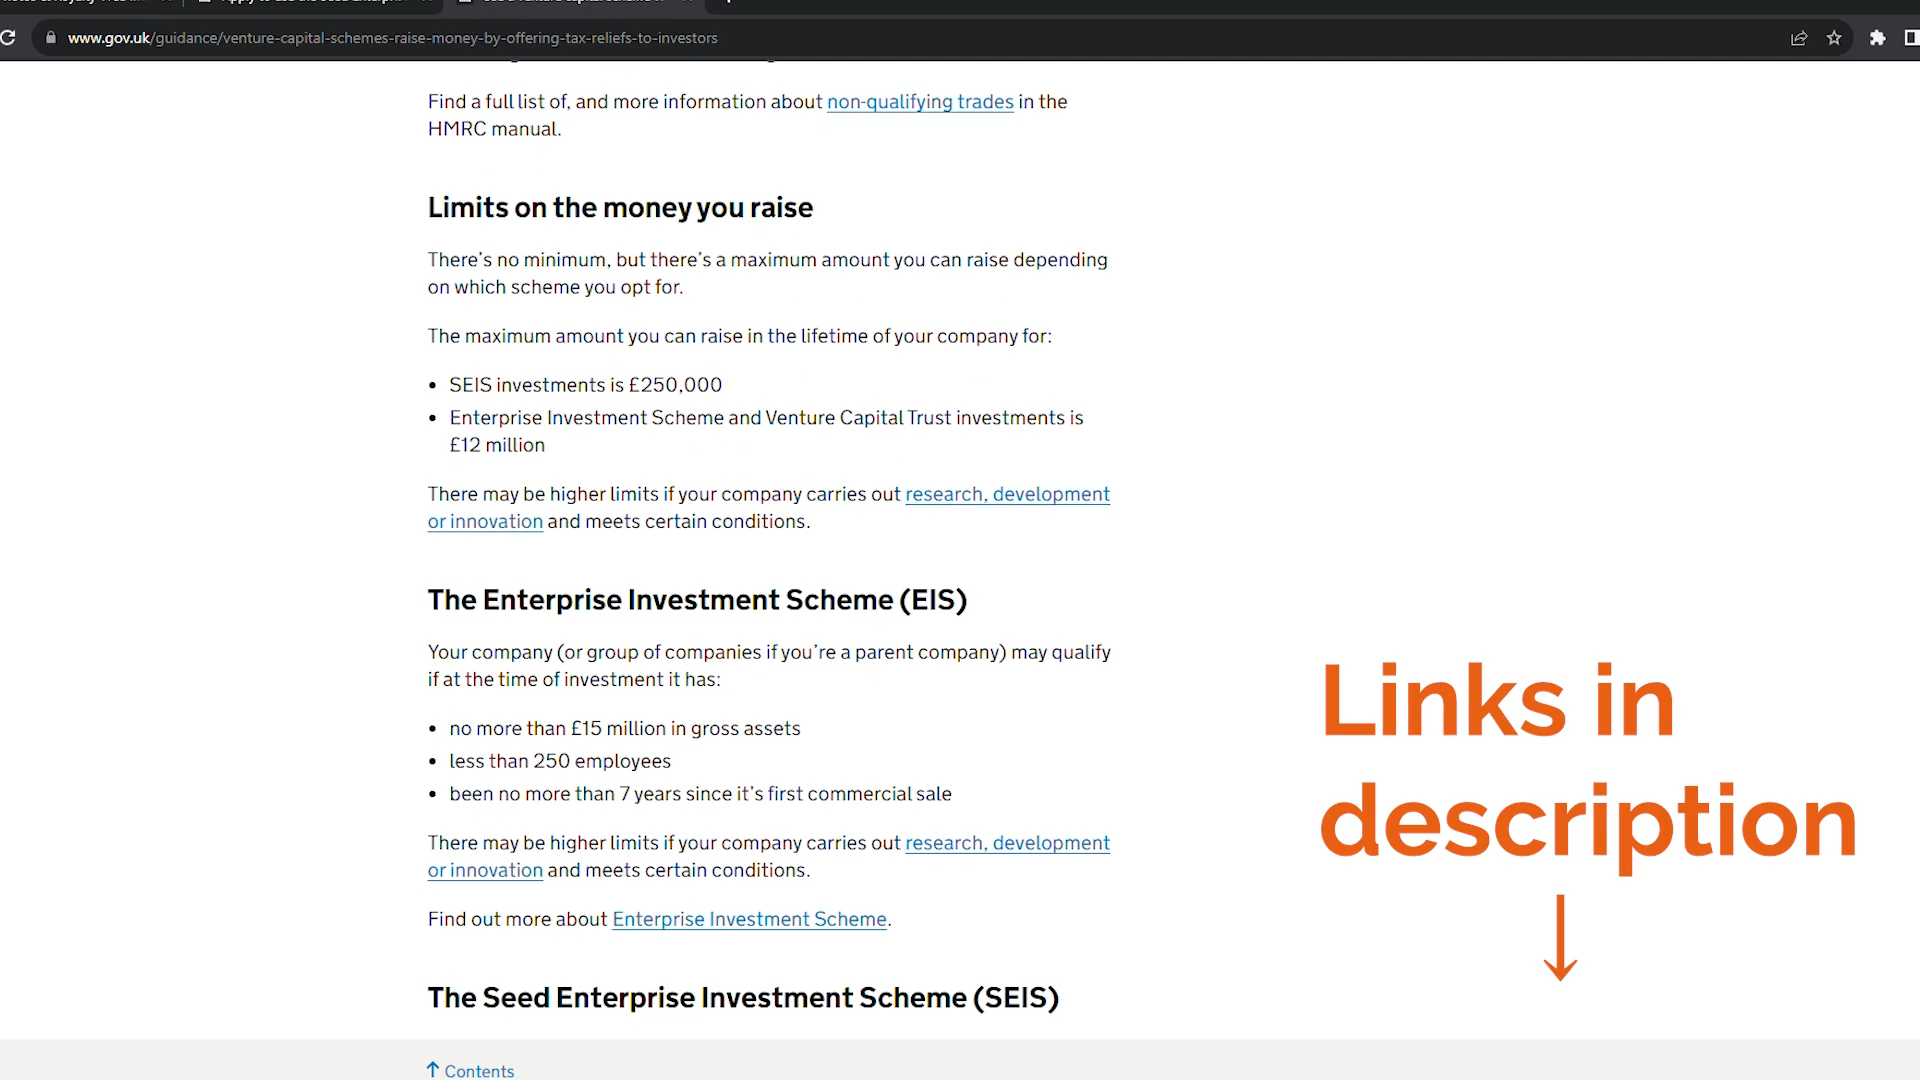 Apply to use the Seed Enterpri
www.gov.uk/guidance/venture-capital-schemes-raise-money-by-offering-tax-reliefs-to-investors
Find a full list of, and more information about non-qualifying trades in the
HMRC manual.
Limits on the money you raise
There's no minimum, but there's a maximum amount you can raise depending
on which scheme you opt for.
The maximum amount you can raise in the lifetime of your company for:
• SEIS investments is £250,000
• Enterprise Investment Scheme and Venture Capital Trust investments is
£12 million
There may be higher limits if your company carries out research, development
or innovation and meets certain conditions.
The Enterprise Investment Scheme (EIS)
Your company (or group of companies if you're a parent company) may qualify
if at the time of investment it has:
• no more than £15 million in gross assets
• less than 250 employees
• been no more than 7 years since it's first commercial sale
There may be higher limits if your company carries out research, development
or innovation and meets certain conditions.
Find out more about Enterprise Investment Scheme.
The Seed Enterprise Investment Scheme (SEIS)
↑ Contents
Links in
description